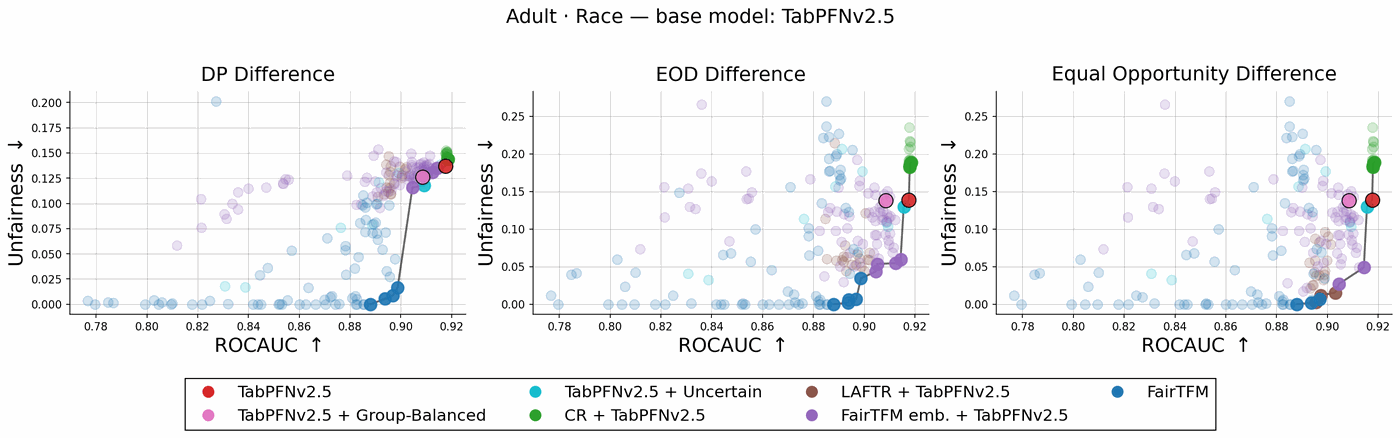 Adult · Race — base model: TabPFNv2.5
DP Difference
EOD Difference
Equal Opportunity Difference
Unfairness ↓
0.200
0.175
0.150
0.125
0.100
0.075
0.050
0.025
0.000
0.78 0.80 0.82 0.84 0.86 0.88 0.90 0.92
ROCAUC ↑
Unfairness ↓
0.25
0.20
0.15
0.10
0.05
0.00
0.78 0.80 0.82 0.84 0.86 0.88 0.90 0.92
ROCAUC ↑
Unfairness ↓
0.25
0.20
0.15
0.10
0.05
0.00
0.78 0.80 0.82 0.84 0.86 0.88 0.90 0.92
ROCAUC ↑
TabPFNv2.5
TabPFNv2.5 + Group-Balanced
TabPFNv2.5 + Uncertain
CR + TabPFNv2.5
LAFTR + TabPFNv2.5
FairTFM emb. + TabPFNv2.5
FairTFM